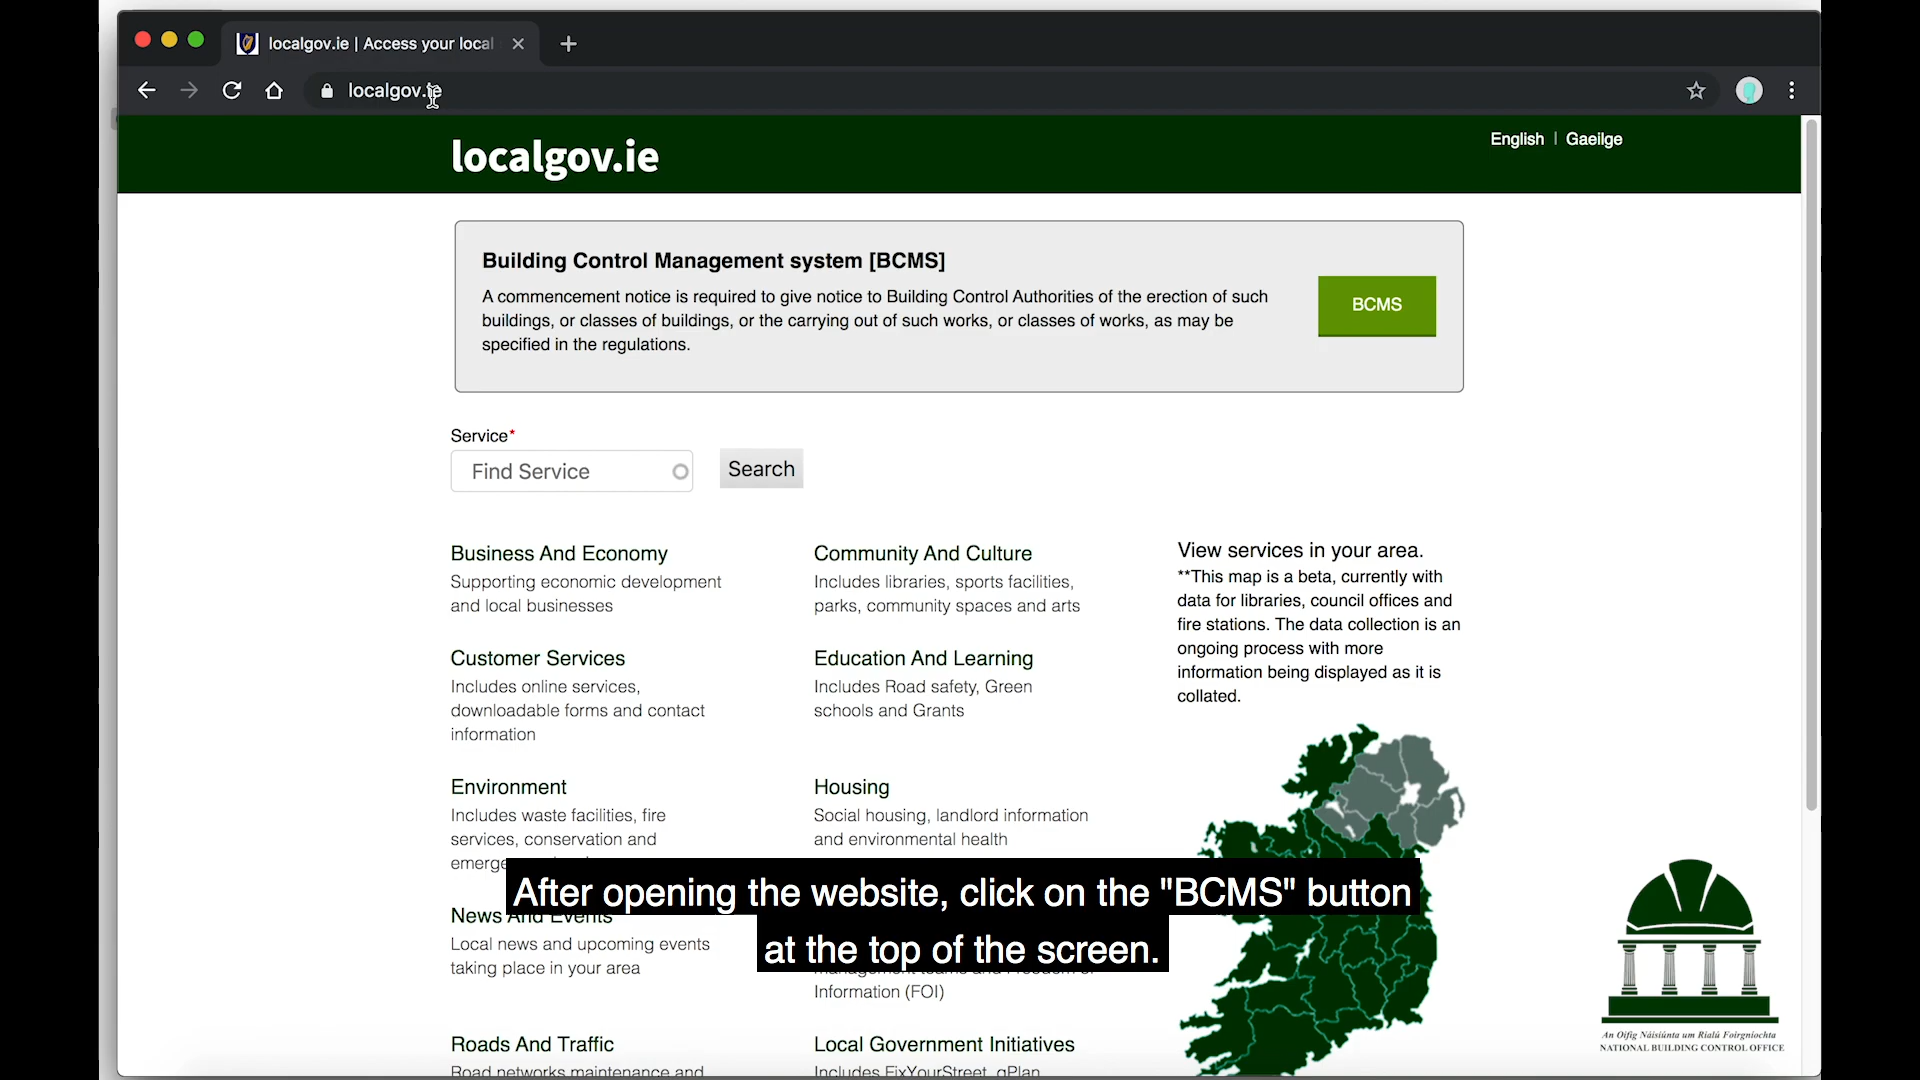 localgov.ie | Access your local
localgov.ie
localgov.ie
English | Gaeilge
Building Control Management system [BCMS]
A commencement notice is required to give notice to Building Control Authorities of the erection of such
buildings, or classes of buildings, or the carrying out of such works, or classes of works, as may be
specified in the regulations.
BCMS
Service*
Find Service
Search
Business And Economy
Supporting economic development
and local businesses
Community And Culture
Includes libraries, sports facilities,
parks, community spaces and arts
View services in your area.
**This map is a beta, currently with
data for libraries, council offices and
fire stations. The data collection is an
ongoing process with more
information being displayed as it is
collated.
Customer Services
Includes online services,
downloadable forms and contact
information
Education And Learning
Includes Road safety, Green
schools and Grants
Environment
Includes waste facilities, fire
services, conservation and
Housing
Social housing, landlord information
and environmental health
After opening the website, click on the "BCMS" button
at the top of the screen.
News And Events
Local news and upcoming events
taking place in your area
Information (FOI)
Roads And Traffic
Road networks maintenance and
Local Government Initiatives
Includes FixYourStreet, qPlan,
An Oifig Náisiúnta um Rialú Foirgníochta
NATIONAL BUILDING CONTROL OFFICE